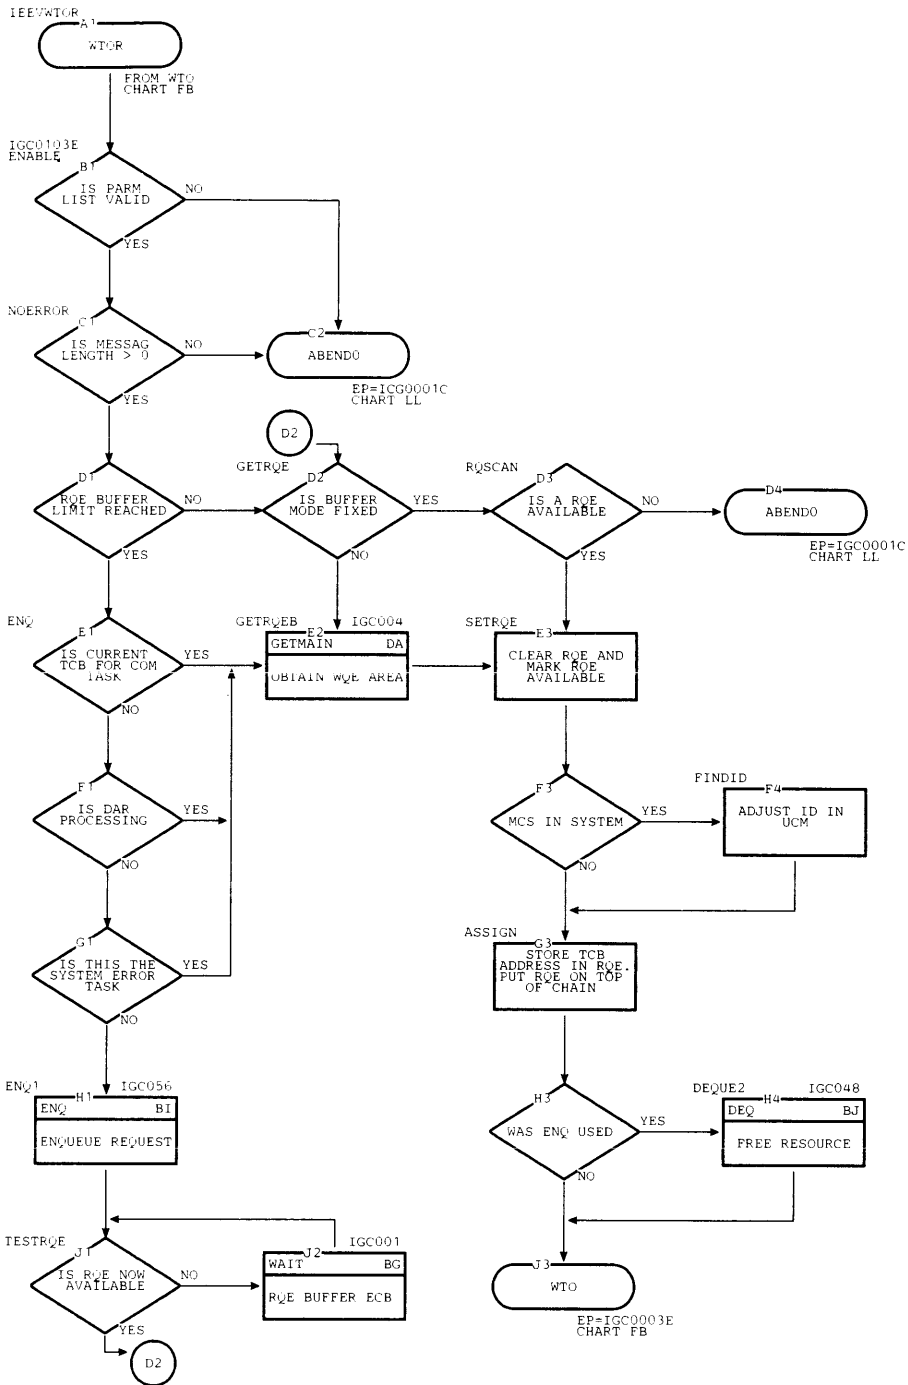 IEEVWTOR
A1
WTOR
FROM WTO
CHART FB
IGC0103E
ENABLE
B1
IS PARM
LIST VALID
NO
YES
NOERROR
C1
IS MESSAG
LENGTH > 0
NO
YES
C2
ABEND0
EP=ICG0001C
CHART LL
D2
D1
RQE BUFFER
LIMIT REACHED
NO
YES
GETRQE
D2
IS BUFFER
MODE FIXED
YES
NO
RQSCAN
D3
IS A RQE
AVAILABLE
NO
YES
D4
ABEND0
EP=IGC0001C
CHART LL
ENQ
E1
IS CURRENT
TCB FOR COM
TASK
YES
NO
GETRQEB
IGC004
E2
GETMAIN DA
OBTAIN WQE AREA
SETRQE
E3
CLEAR RQE AND
MARK RQE
AVAILABLE
F1
IS DAR
PROCESSING
YES
NO
F3
MCS IN SYSTEM
YES
NO
FINDID
F4
ADJUST ID IN
UCM
G1
IS THIS THE
SYSTEM ERROR
TASK
YES
NO
ASSIGN
G3
STORE TCB
ADDRESS IN RQE.
PUT RQE ON TOP
OF CHAIN
ENQ1
IGC056
H1
ENQ BI
ENQUEUE REQUEST
H3
WAS ENQ USED
YES
NO
DEQUE2
IGC048
H4
DEQ BJ
FREE RESOURCE
TESTRQE
J1
IS RQE NOW
AVAILABLE
NO
YES
IGC001
J2
WAIT BG
RQE BUFFER ECB
J3
WTO
EP=IGC0003E
CHART FB
D2